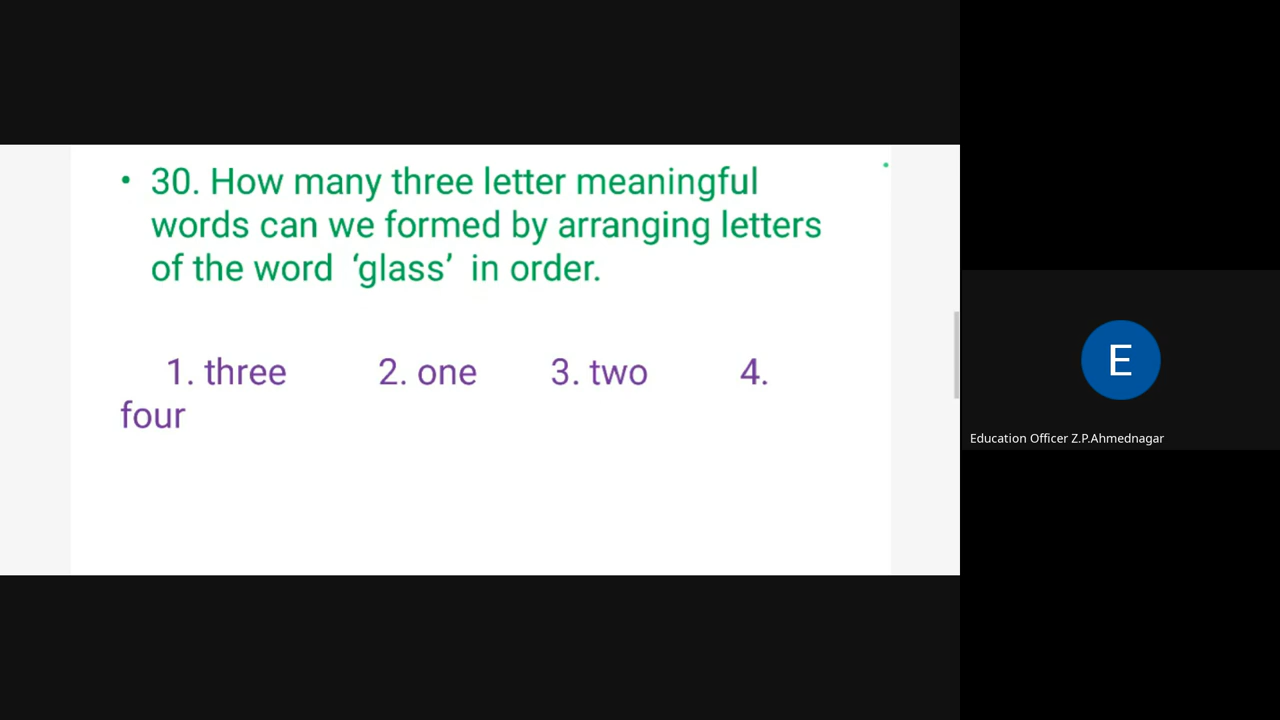 • 30. How many three letter meaningful
words can we formed by arranging letters
of the word ‘glass’ in order.
1. three 2. one 3. two 4.
four
E
Education Officer Z.P.Ahmednagar